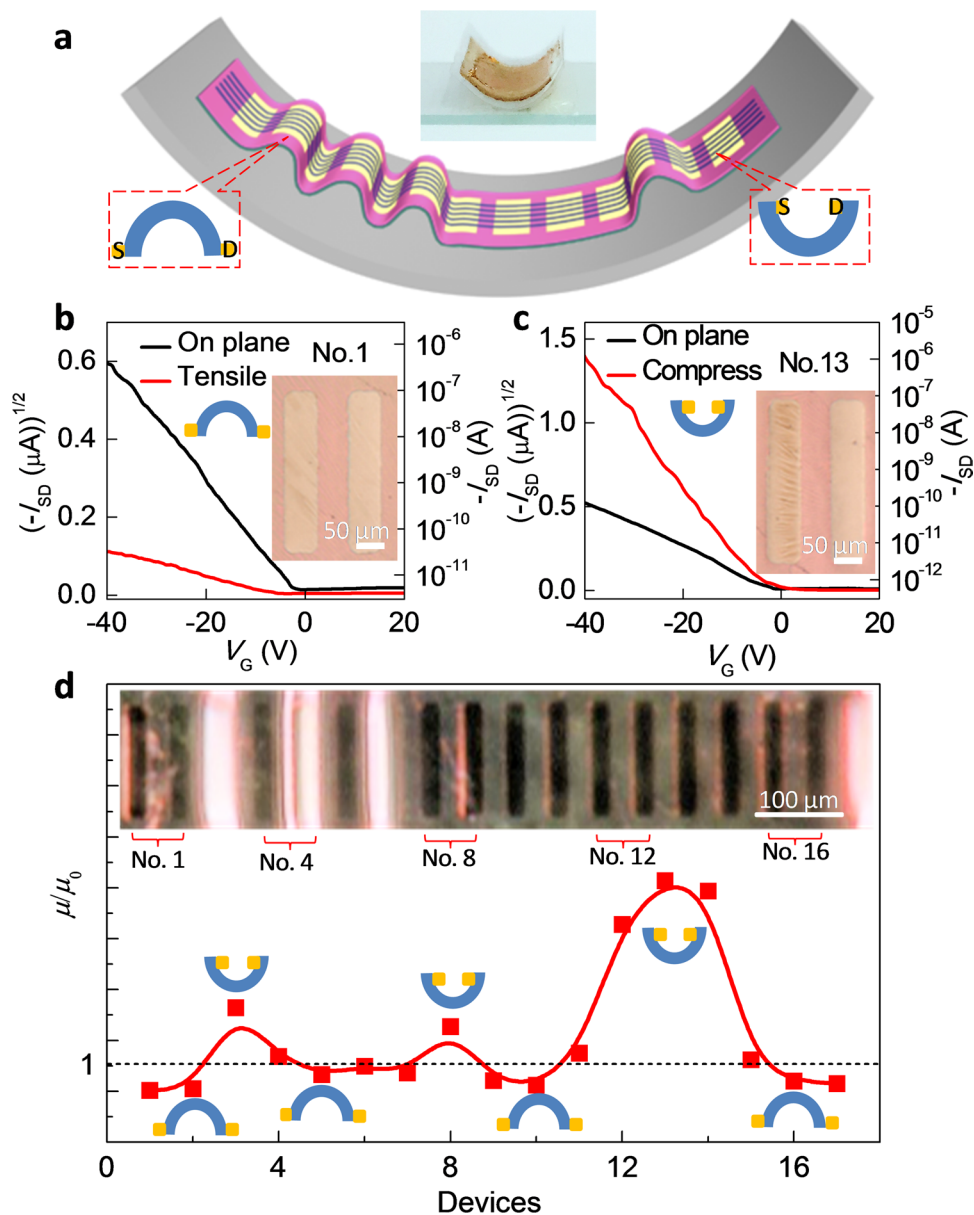 a
S
D
S
D
b
On plane
Tensile
No.1
0.6
0.4
0.2
0.0
(-I_SD (μA))^1/2
10^-6
10^-7
10^-8
10^-9
10^-10
10^-11
-I_SD (A)
50 μm
-40
-20
0
20
V_G (V)
c
On plane
Compress
No.13
1.5
1.0
0.5
0.0
(-I_SD (μA))^1/2
10^-5
10^-6
10^-7
10^-8
10^-9
10^-10
10^-11
10^-12
-I_SD (A)
50 μm
-40
-20
0
20
V_G (V)
d
100 μm
No. 1
No. 4
No. 8
No. 12
No. 16
μ/μ_0
1
0
4
8
12
16
Devices